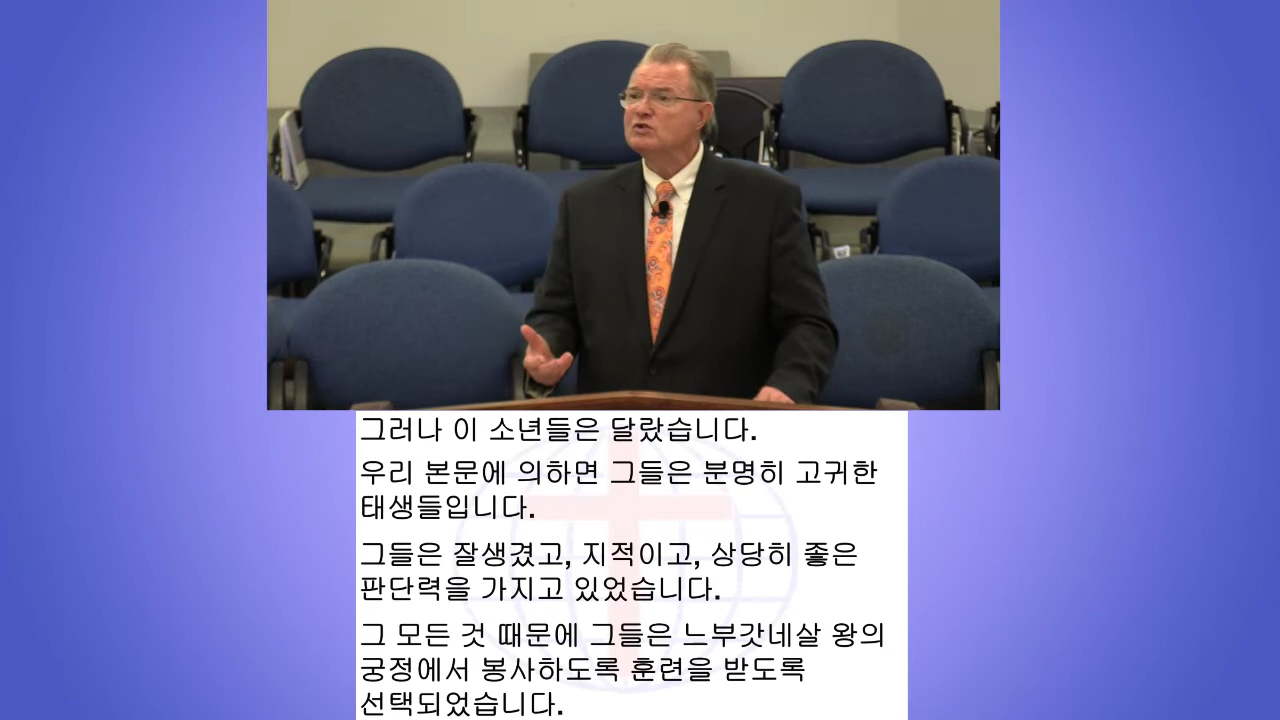 그러나 이 소년들은 달랐습니다.
우리 본문에 의하면 그들은 분명히 고귀한
태생들입니다.
그들은 잘생겼고, 지적이고, 상당히 좋은
판단력을 가지고 있었습니다.
그 모든 것 때문에 그들은 느부갓네살 왕의
궁정에서 봉사하도록 훈련을 받도록
선택되었습니다.